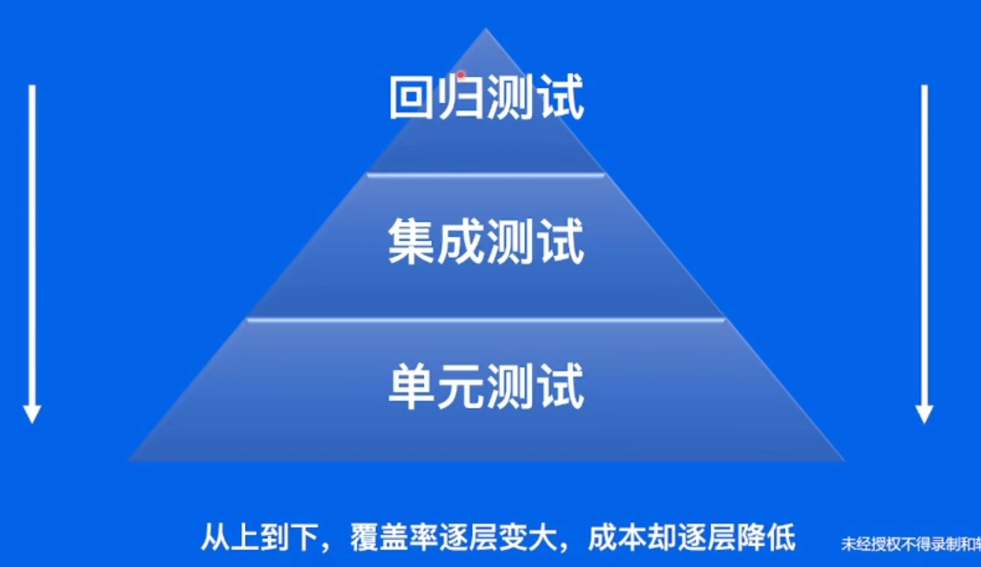 回归测试
集成测试
单元测试
从上到下，覆盖率逐层变大，成本却逐层降低
未经授权不得录制和